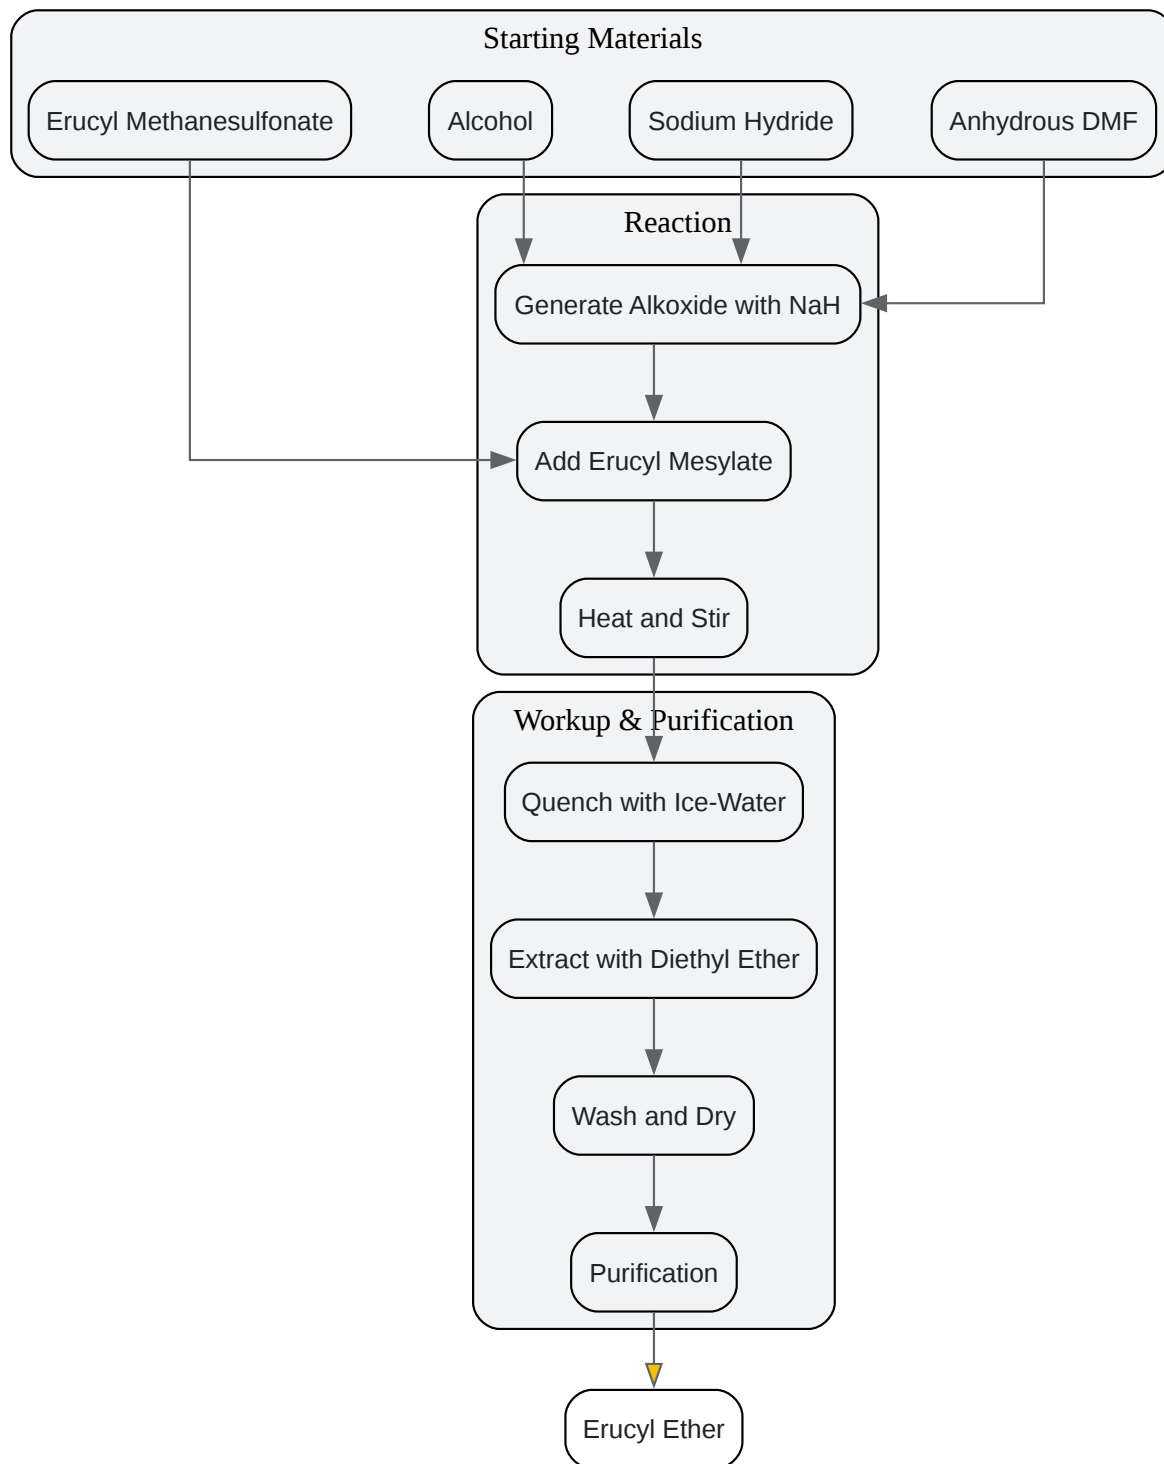 Starting Materials
Erucyl Methanesulfonate
Alcohol
Sodium Hydride
Anhydrous DMF
Reaction
Generate Alkoxide with NaH
Add Erucyl Mesylate
Heat and Stir
Workup & Purification
Quench with Ice-Water
Extract with Diethyl Ether
Wash and Dry
Purification
Erucyl Ether